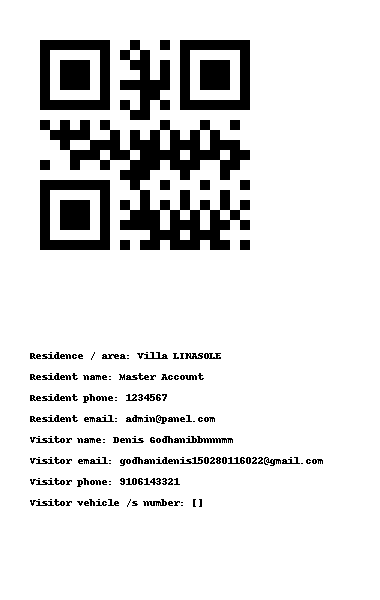 Residence / area: Villa LINASOLE
Resident name: Master Account
Resident phone: 1234567
Resident email: admin@panel.com
Visitor name: Denis Godhanibbnnmmm
Visitor email: godhanidenis150280116022@gmail.com
Visitor phone: 9106143321
Visitor vehicle /s number: []